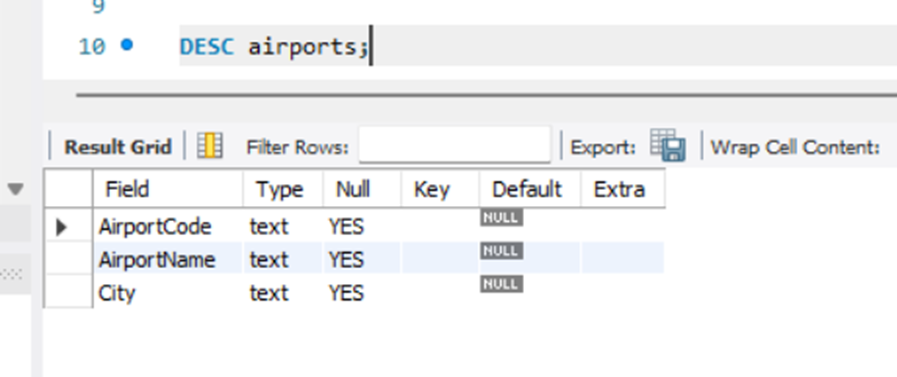 9
10 DESC airports;
Result Grid Filter Rows: Export: Wrap Cell Content:
Field Type Null Key Default Extra
AirportCode text YES NULL
AirportName text YES NULL
City text YES NULL